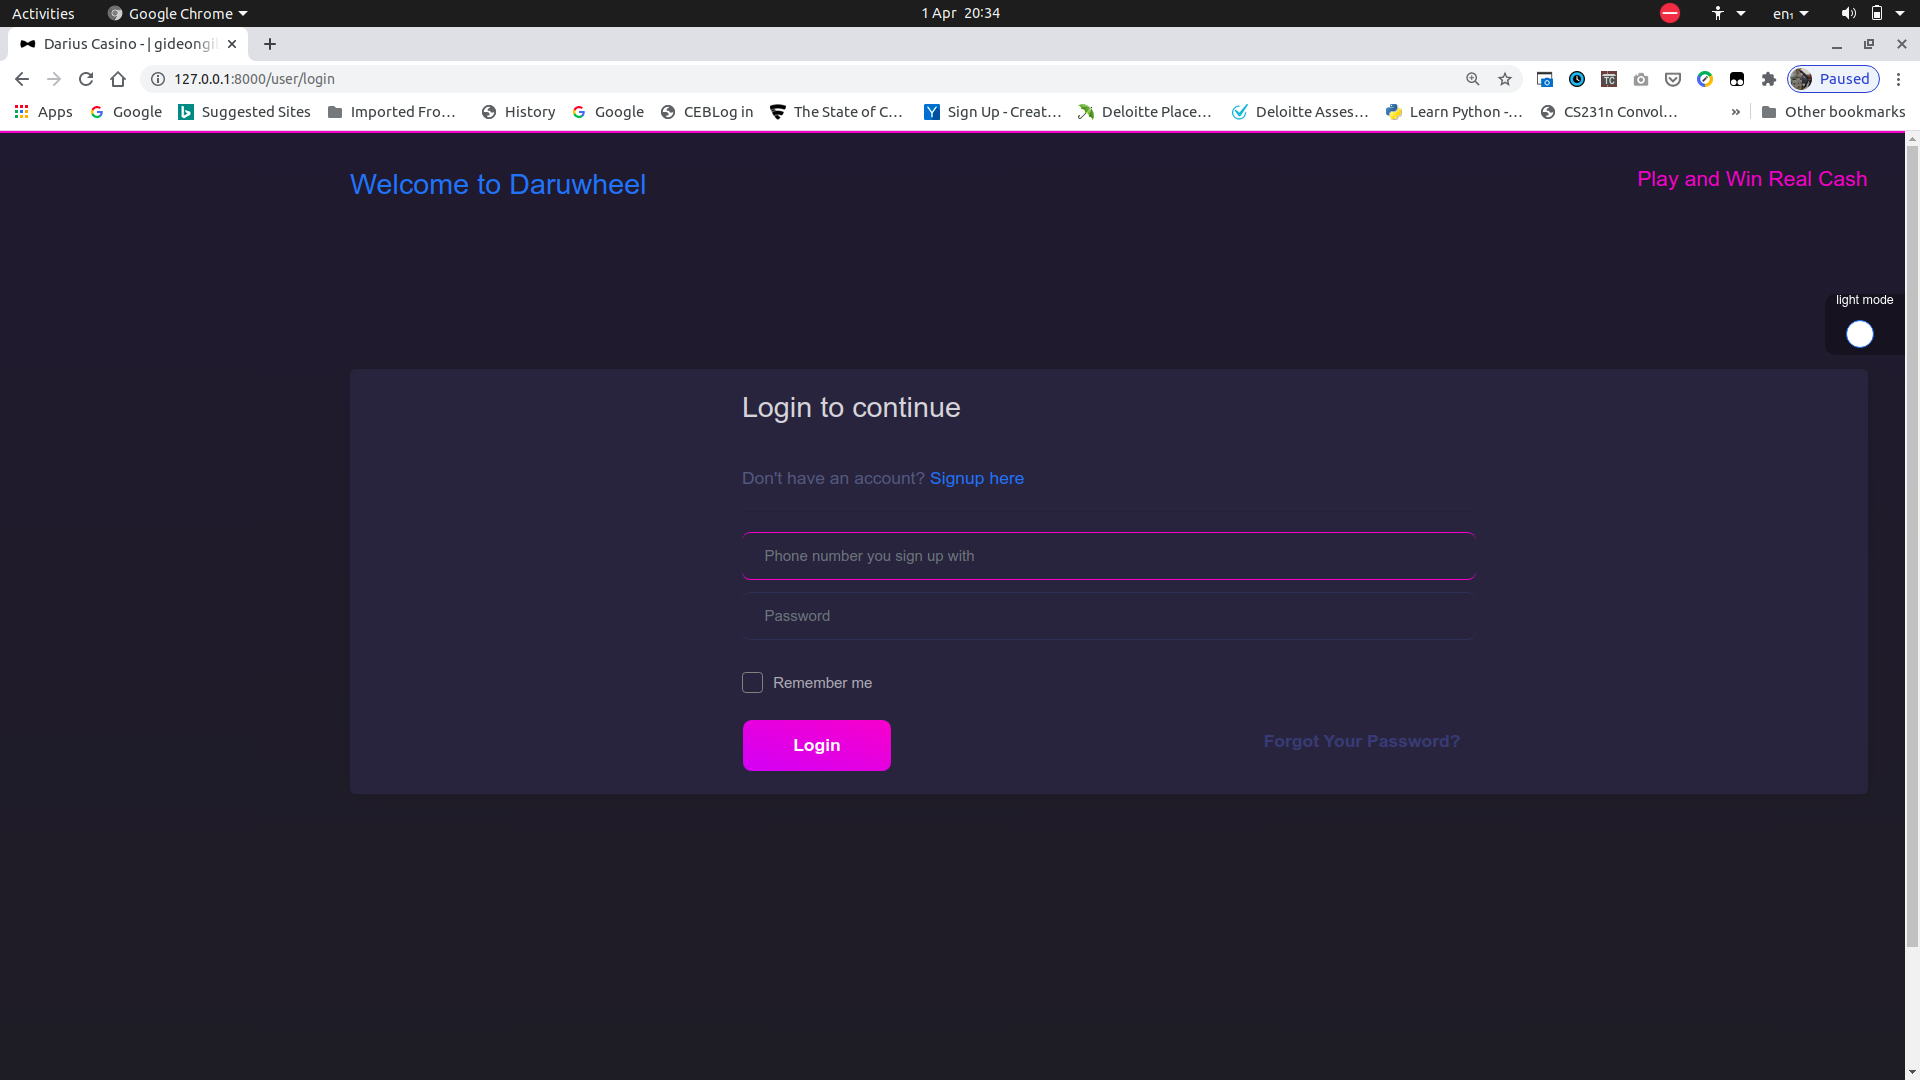 Activities Google Chrome 1 Apr 20:34 en₁
Darius Casino - | gideongi
127.0.0.1:8000/user/login Paused
Apps Google Suggested Sites Imported Fro... History Google CEBLog in The State of C... Sign Up - Creat... Deloitte Place... Deloitte Asses... Learn Python -... CS231n Convol... » Other bookmarks
Welcome to Daruwheel
Play and Win Real Cash
light mode
Login to continue
Don't have an account? Signup here
Phone number you sign up with
Password
Remember me
Login
Forgot Your Password?